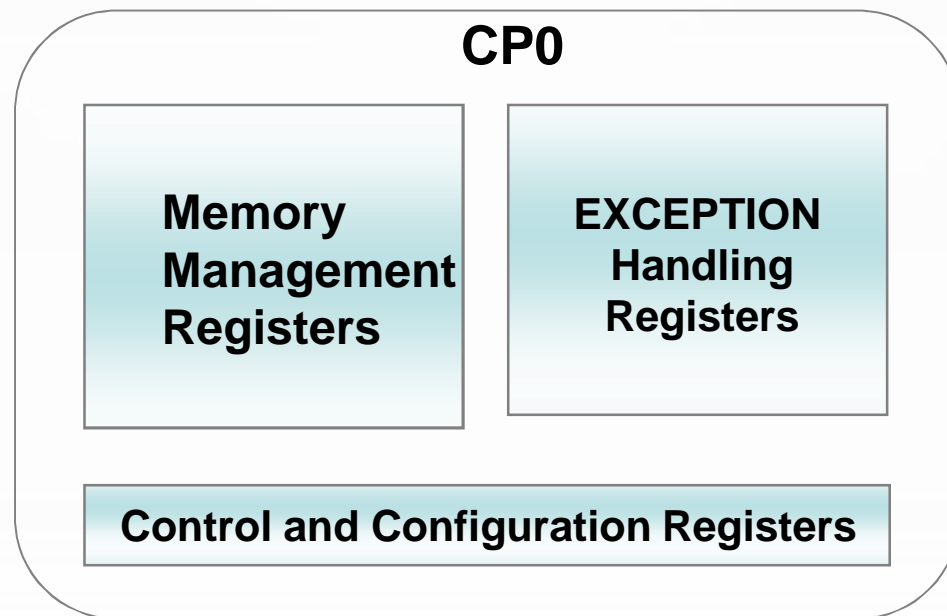 CP0
Memory
Management
Registers
EXCEPTION
Handling
Registers
Control and Configuration Registers